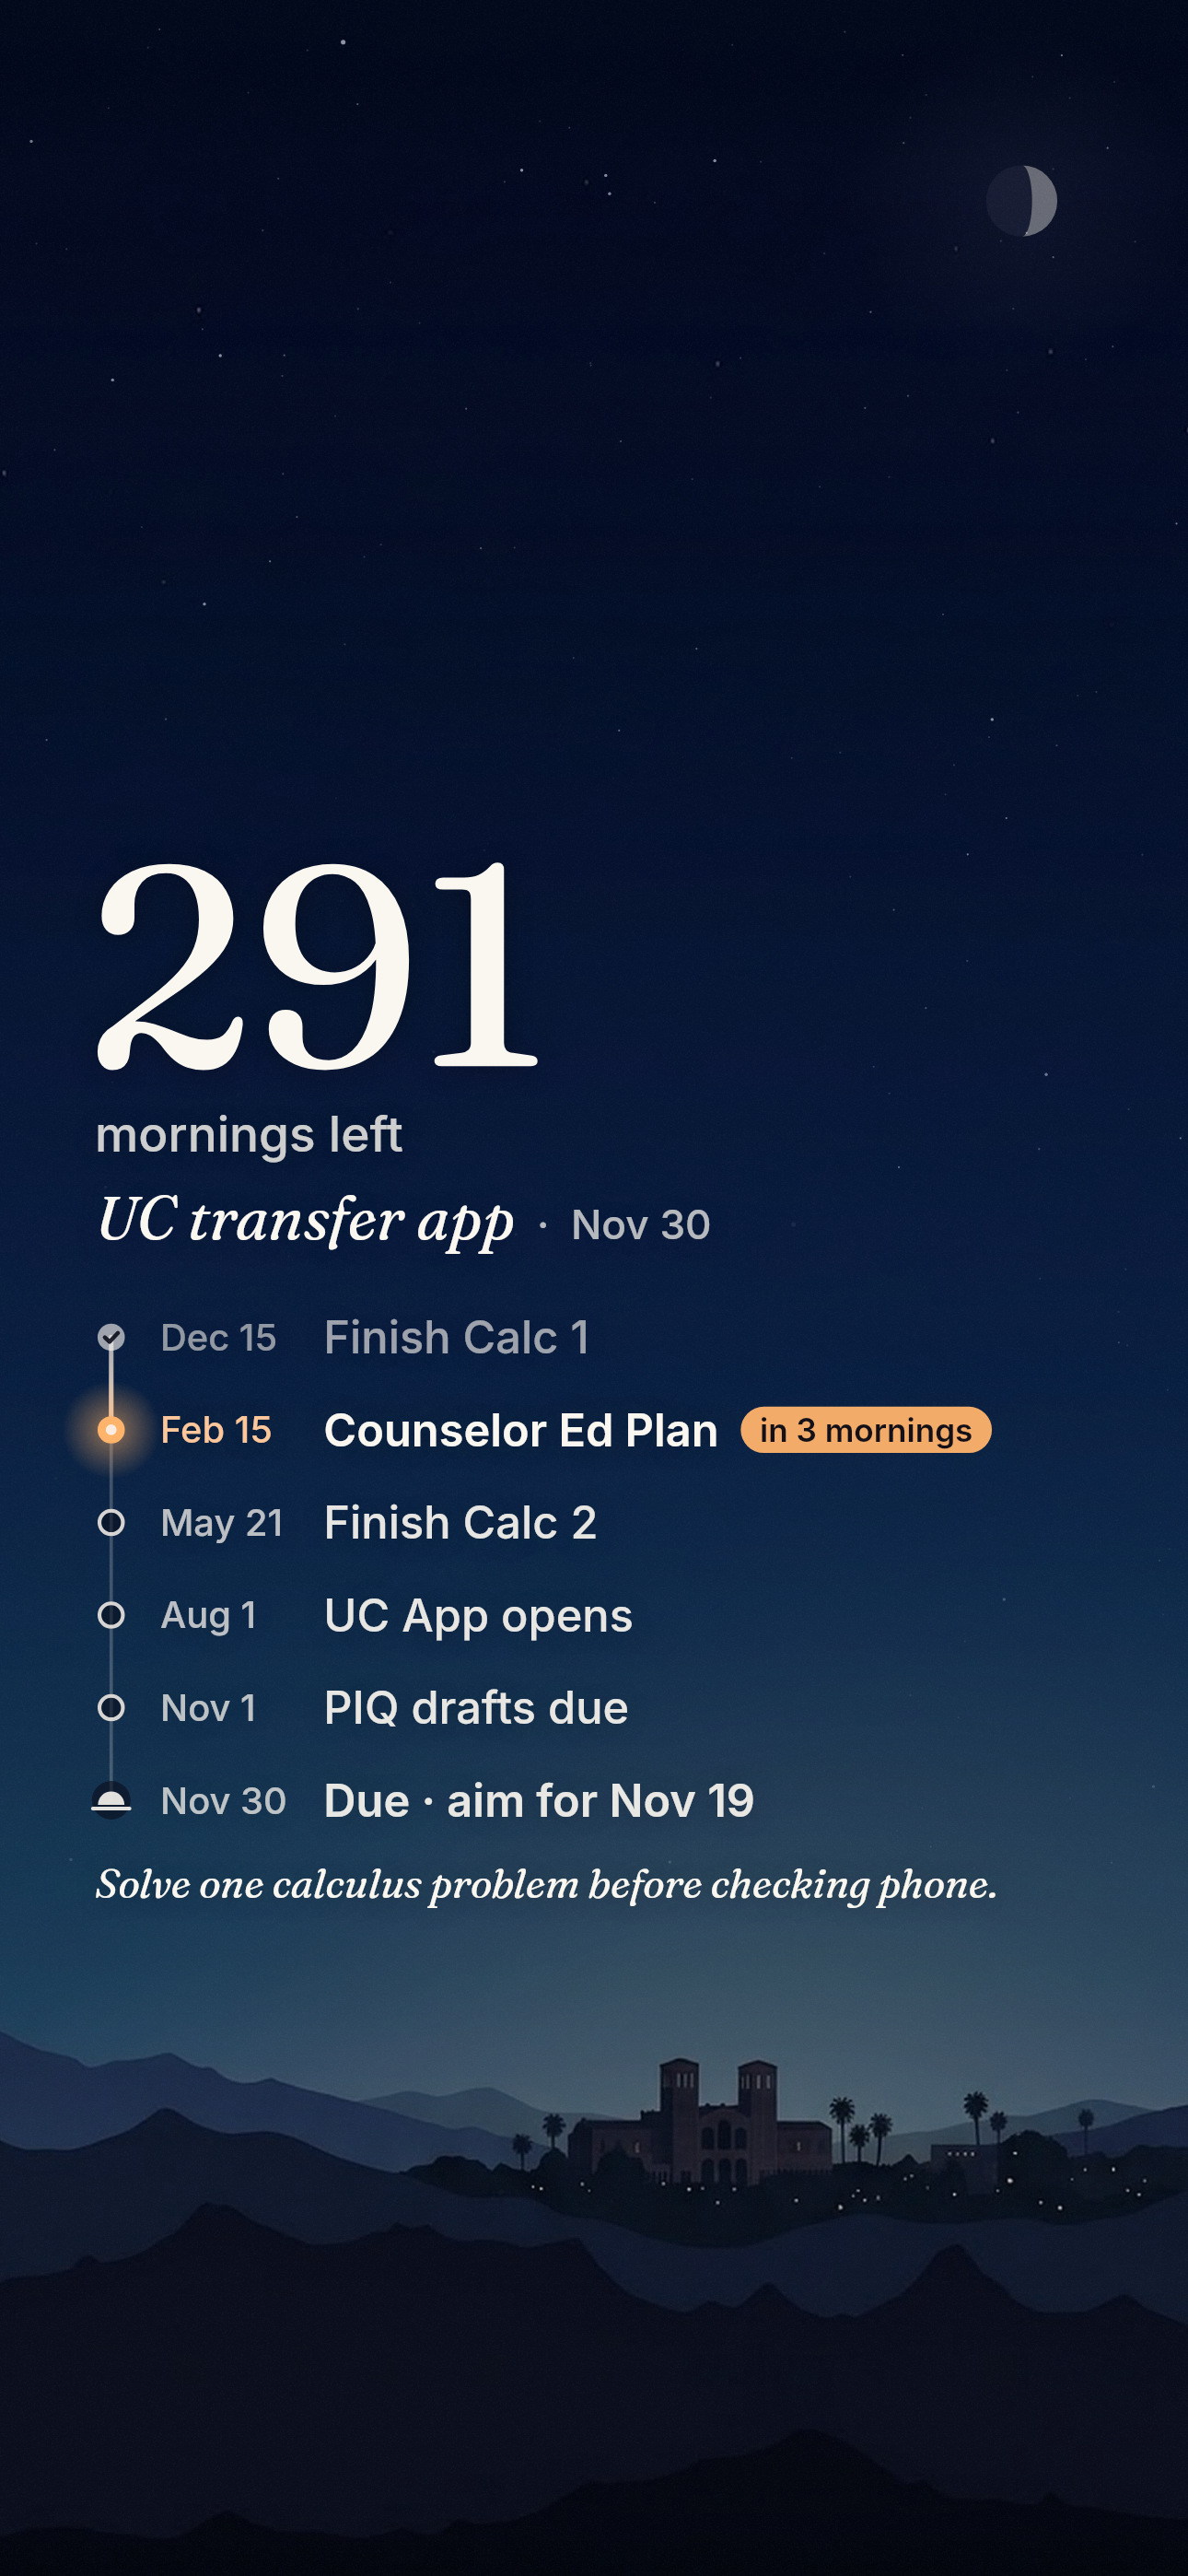 291
mornings left
UC transfer app · Nov 30
Dec 15 Finish Calc 1
Feb 15 Counselor Ed Plan in 3 mornings
May 21 Finish Calc 2
Aug 1 UC App opens
Nov 1 PIQ drafts due
Nov 30 Due · aim for Nov 19
Solve one calculus problem before checking phone.